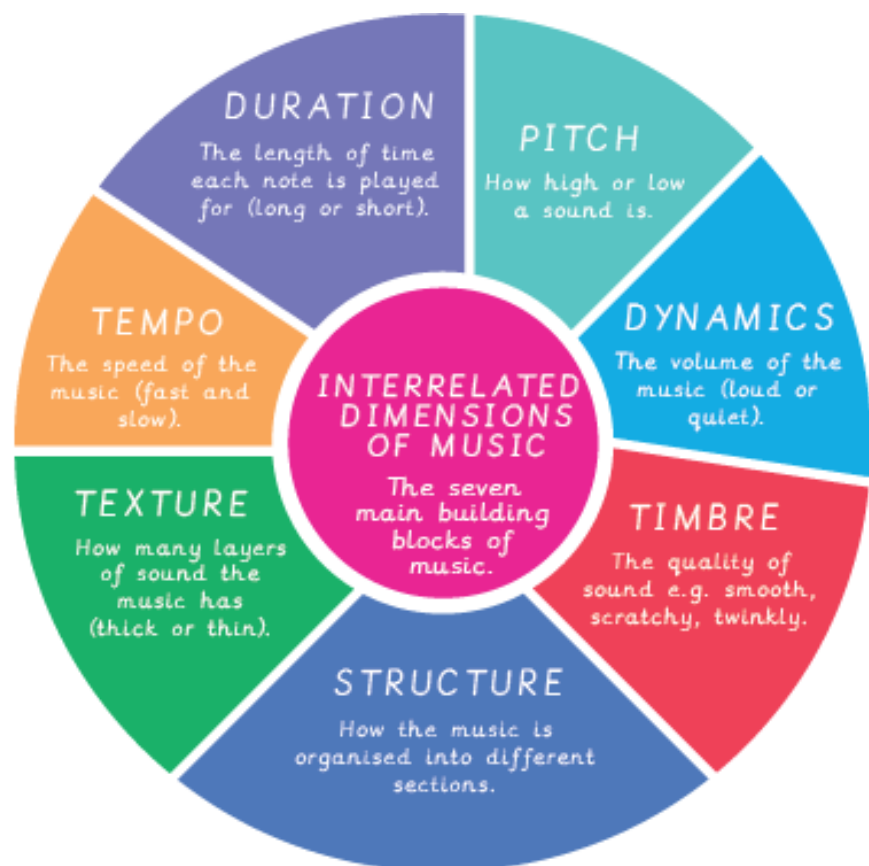 DURATION
The length of time
each note is played
for (long or short).
PITCH
How high or low
a sound is.
DYNAMICS
The volume of the
music (loud or
quiet).
TIMBRE
The quality of
sound e.g. smooth,
scratchy, twinkly.
STRUCTURE
How the music is
organised into different
sections.
TEXTURE
How many layers
of sound the
music has
(thick or thin).
TEMPO
The speed of the
music (fast and
slow).
INTERRELATED
DIMENSIONS
OF MUSIC
The seven
main building
blocks of
music.